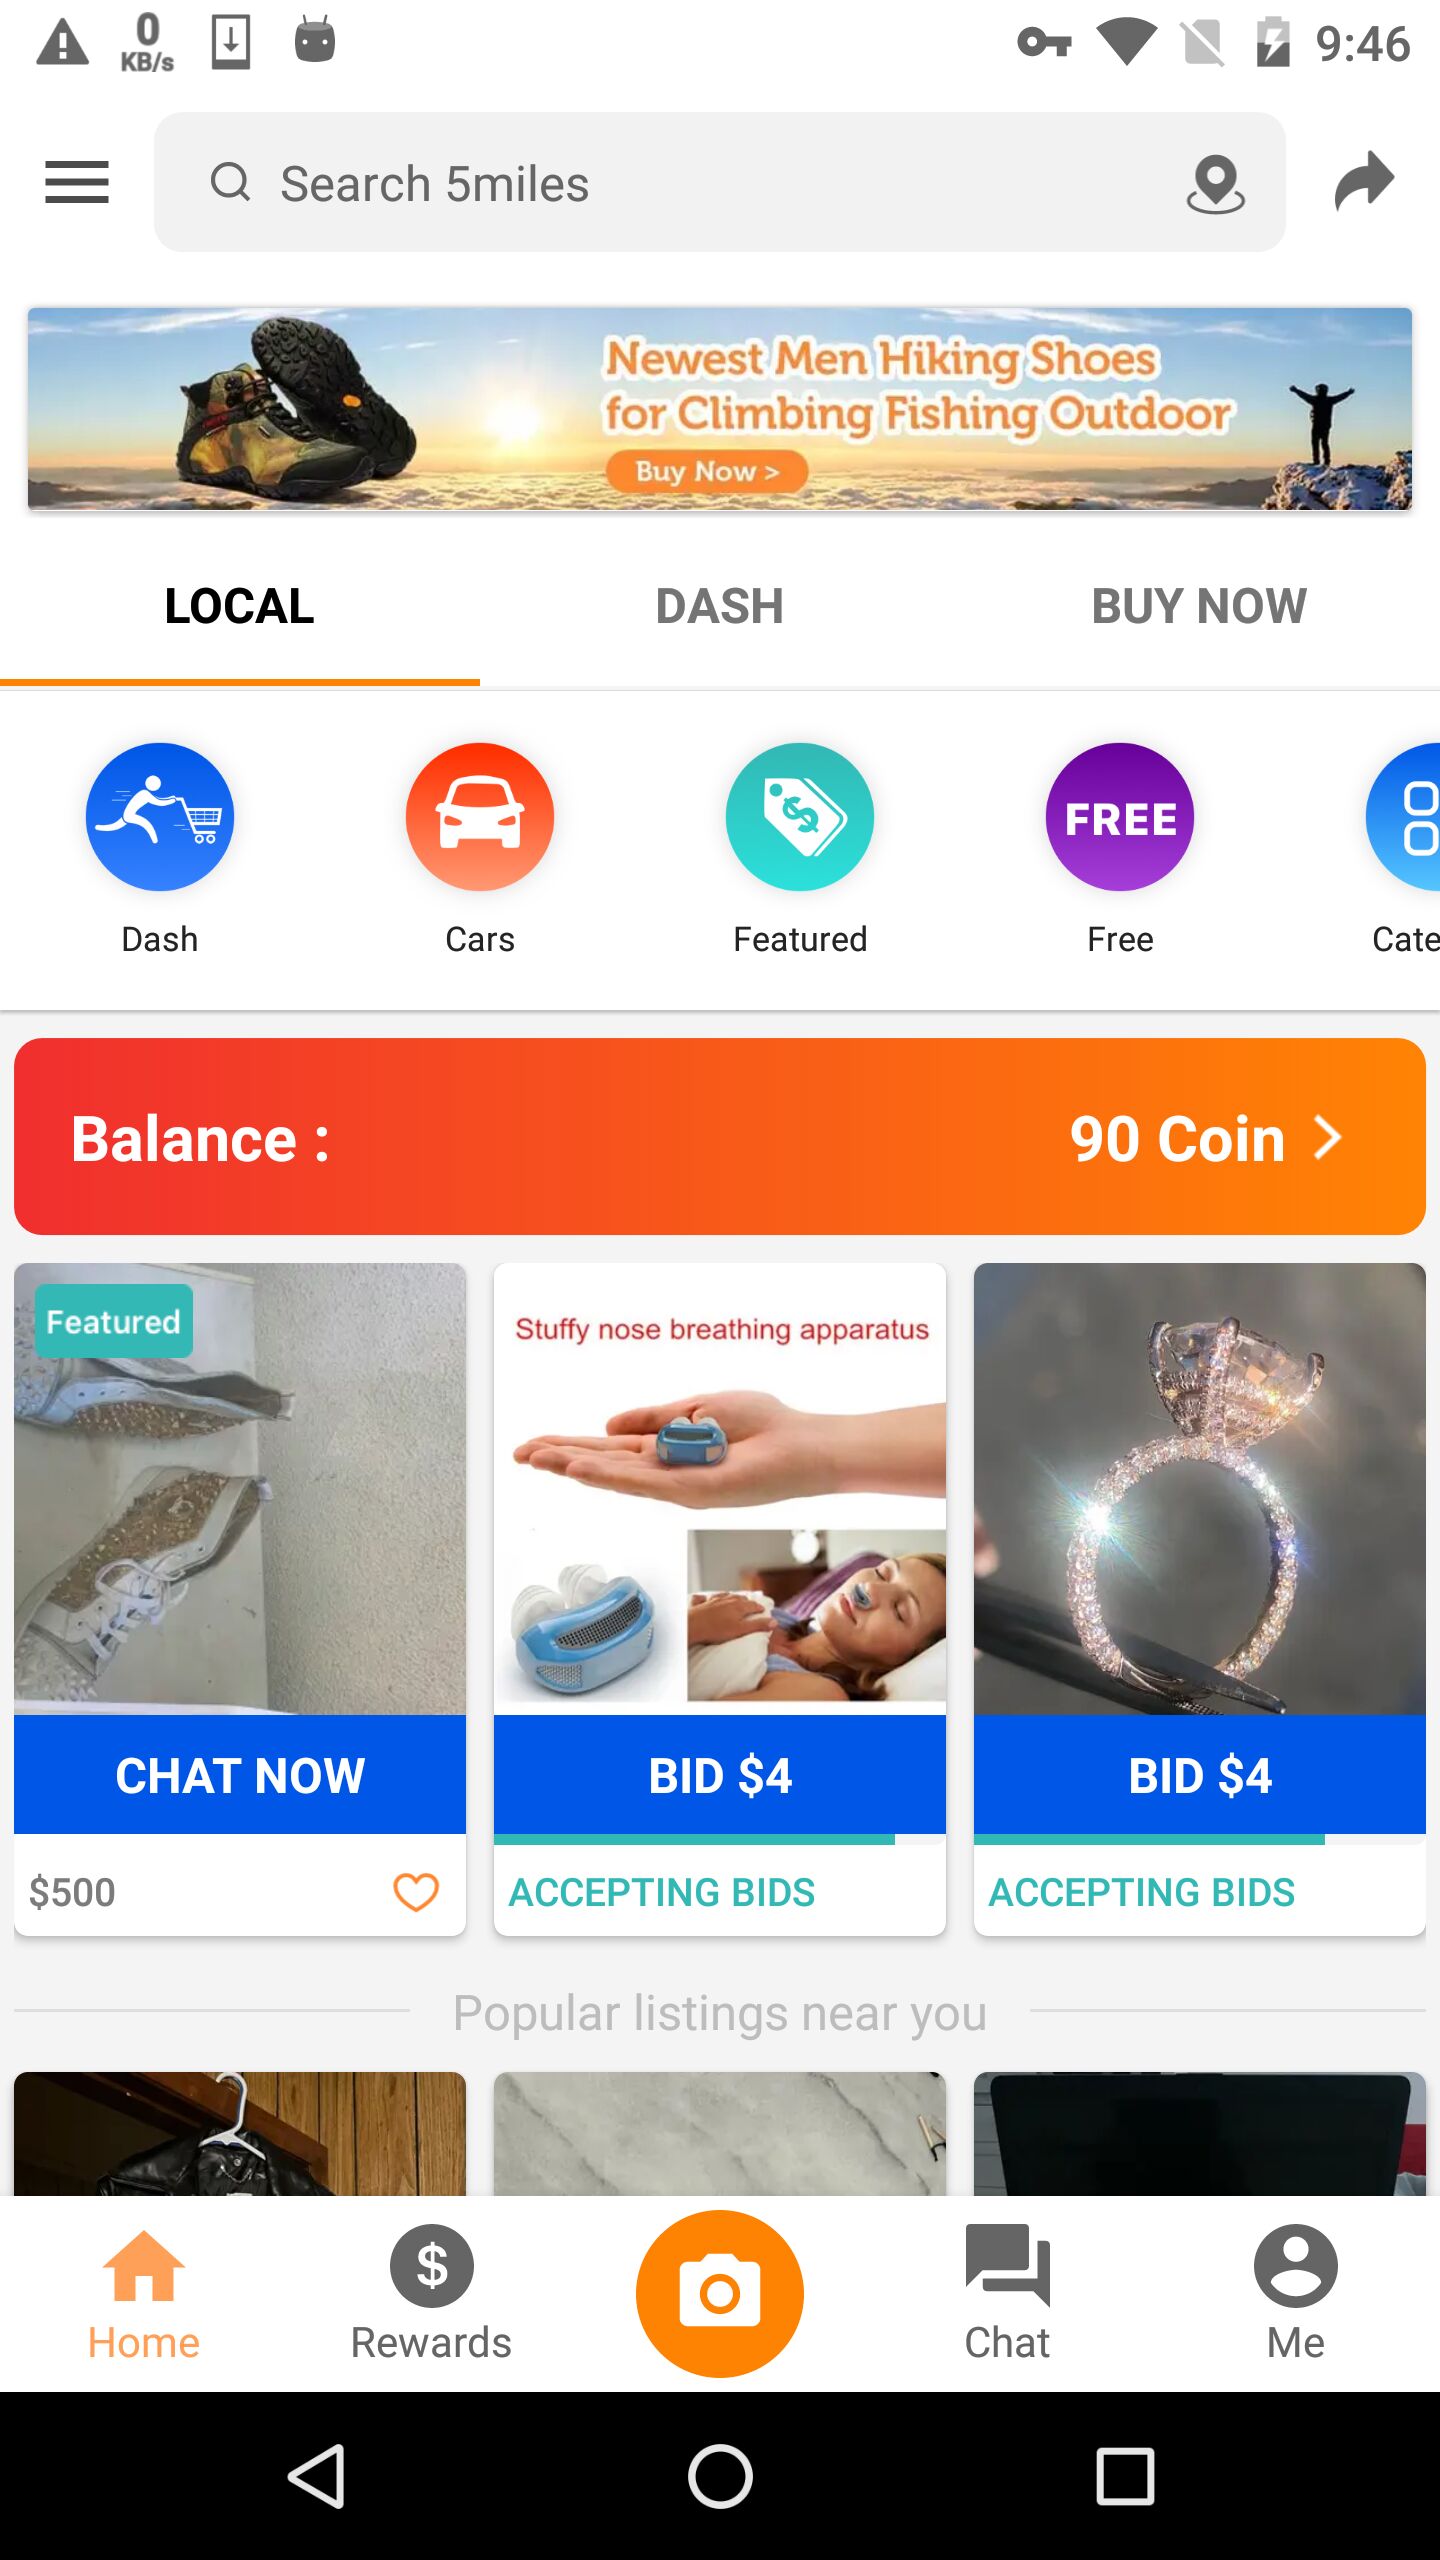 0
KB/s
9:46
Search 5miles
Newest Men Hiking Shoes
for Climbing Fishing Outdoor
Buy Now >
LOCAL
DASH
BUY NOW
FREE
Dash
Cars
Featured
Free
Cate
Balance :
90 Coin
Featured
Stuffy nose breathing apparatus
CHAT NOW
BID $4
BID $4
$500
ACCEPTING BIDS
ACCEPTING BIDS
Popular listings near you
Home
Rewards
Chat
Me